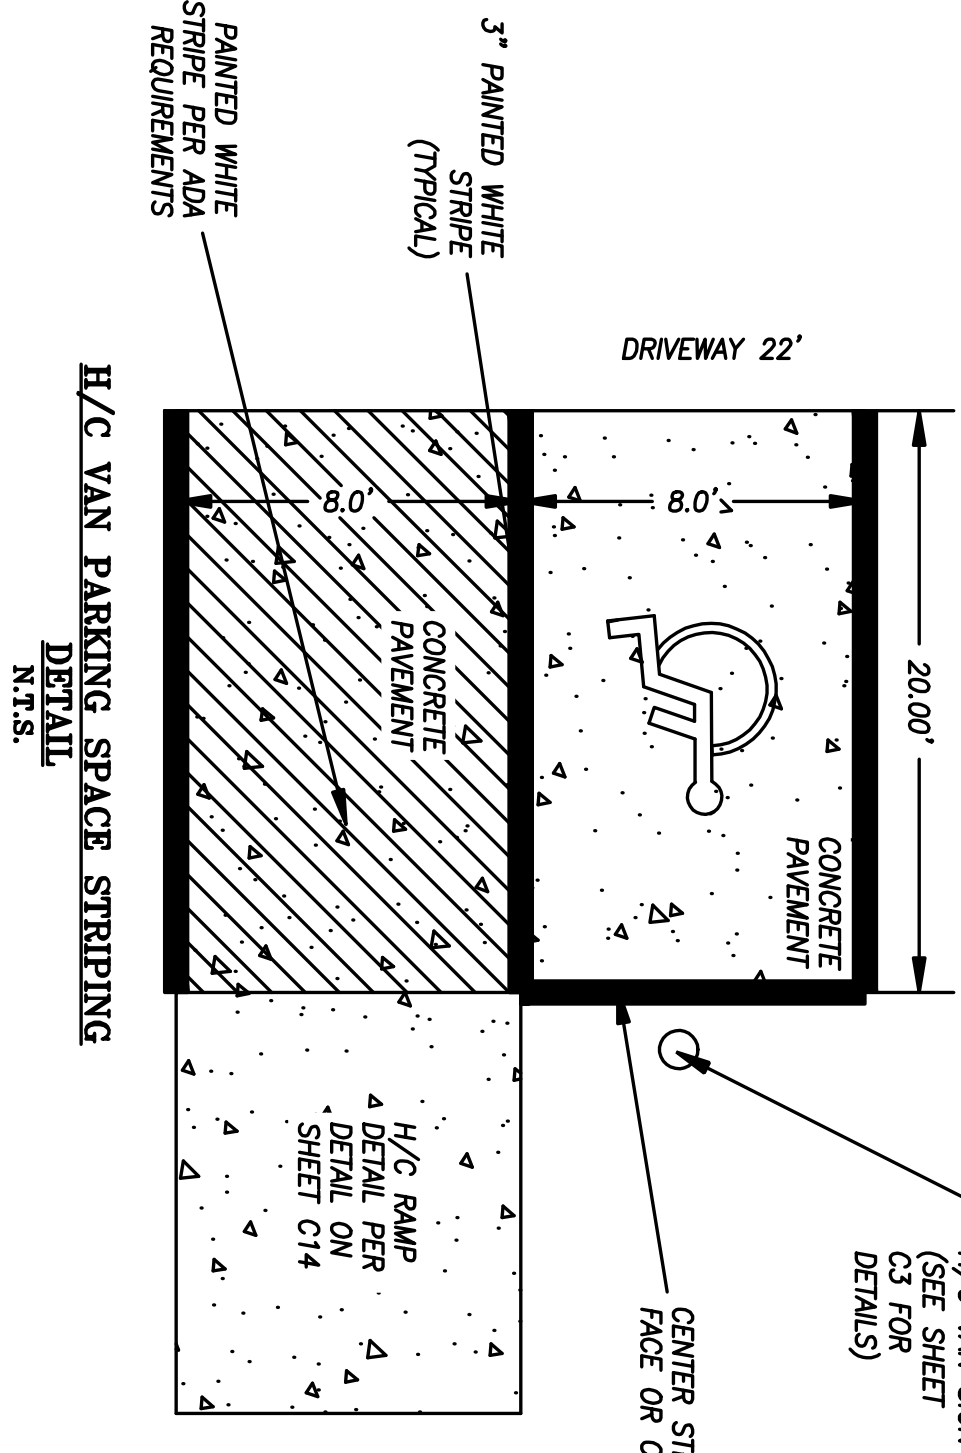 PAINTED WHITE
STRIPE PER ADA
REQUIREMENTS
3" PAINTED WHITE
STRIPE
(TYPICAL)
DRIVEWAY 22'
20.00'
8.0'
8.0'
CONCRETE
PAVEMENT
CONCRETE
PAVEMENT
H/C RAMP
DETAIL PER
DETAIL ON
SHEET C14
(SEE SHEET
C3 FOR
DETAILS)
CENTER
FACE OR
H/C VAN PARKING SPACE STRIPING
DETAIL
N.T.S.